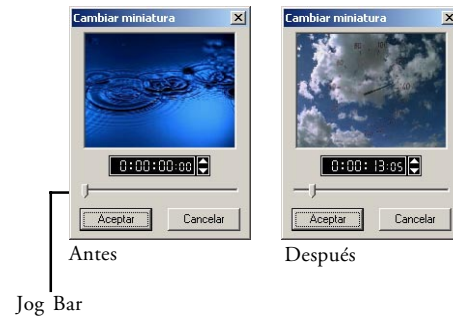 Cambiar miniatura
0:00:00:00
Aceptar Cancelar
Antes
Cambiar miniatura
0:00:13:05
Aceptar Cancelar
Después
Jog Bar